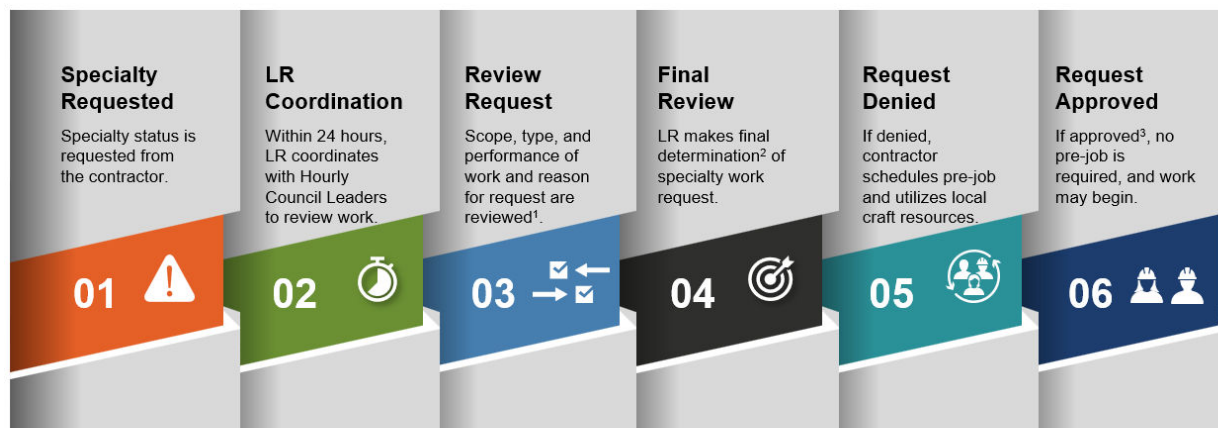 Specialty
Requested
Specialty status is
requested from
the contractor.
01
LR
Coordination
Within 24 hours,
LR coordinates
with Hourly
Council Leaders
to review work.
02
Review
Request
Scope, type, and
performance of
work and reason
for request are
reviewed¹.
03
Final
Review
LR makes final
determination² of
specialty work
request.
04
Request
Denied
If denied,
contractor
schedules pre-job
and utilizes local
craft resources.
05
Request
Approved
If approved³, no
pre-job is
required, and work
may begin.
06